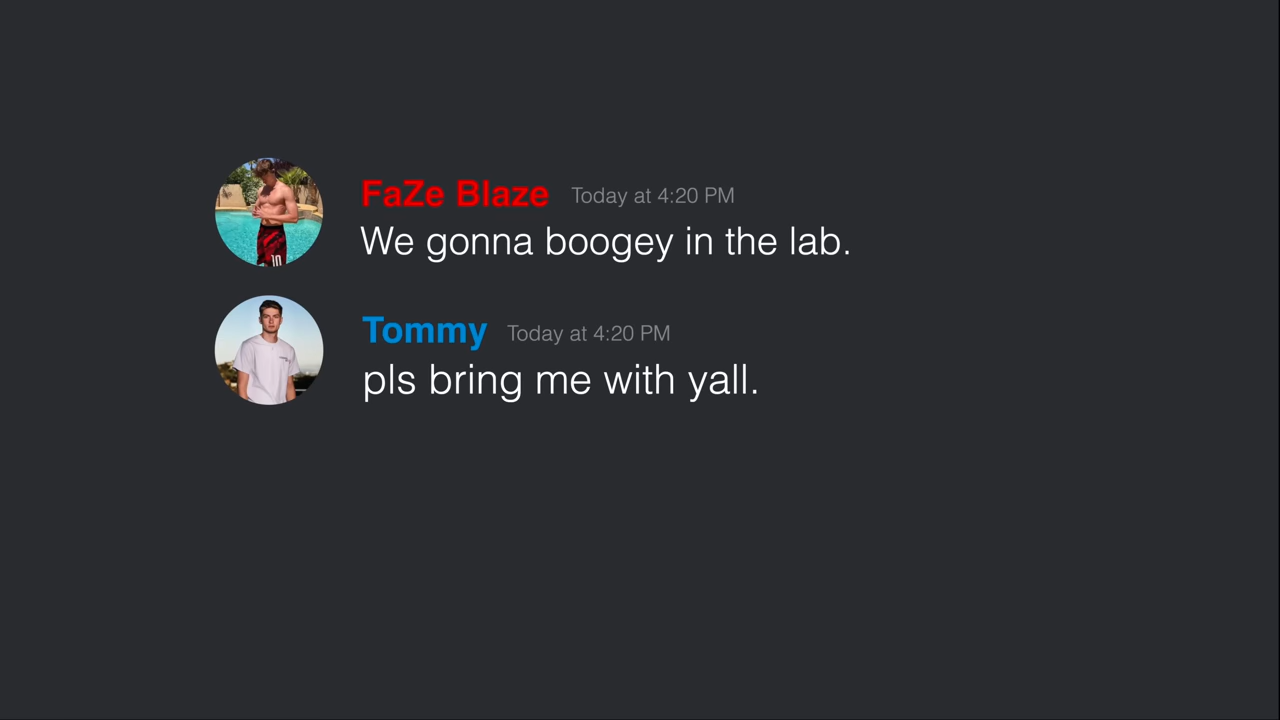 FaZe Blaze Today at 4:20 PM
We gonna boogey in the lab.
10
Tommy Today at 4:20 PM
pls bring me with yall.